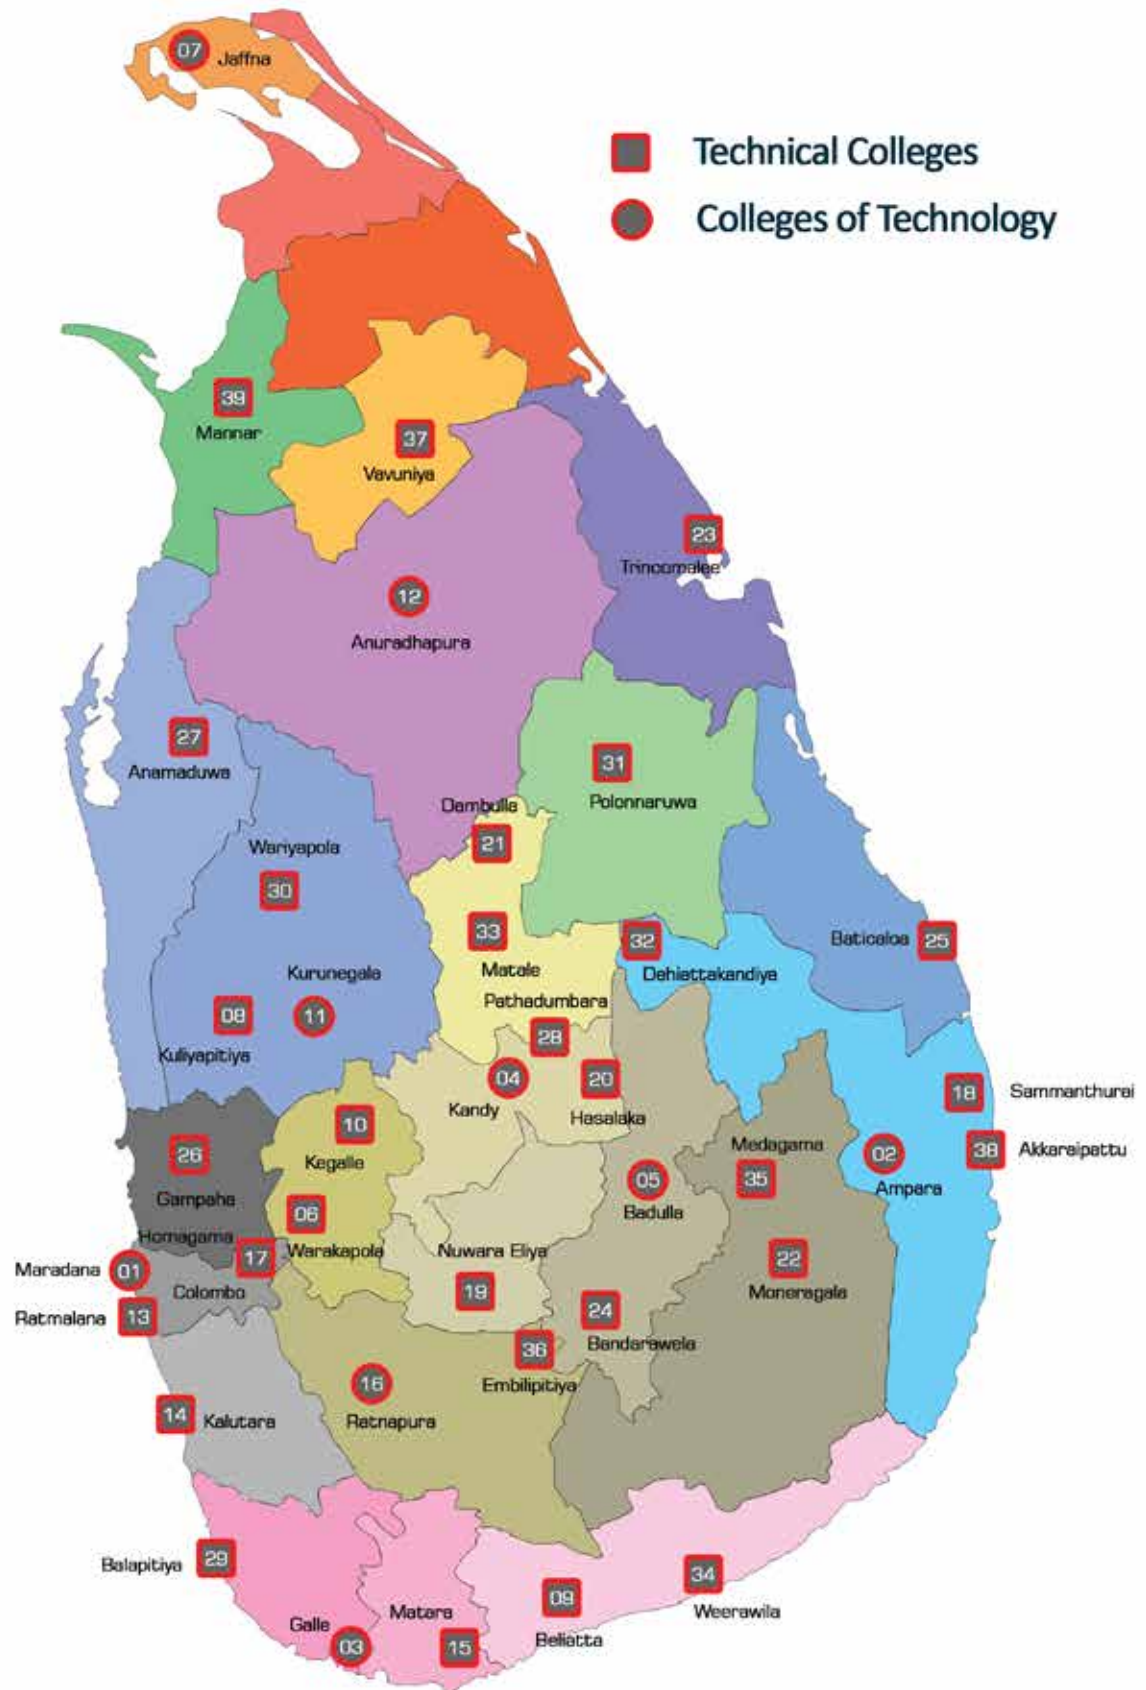 07
Jaffna
Technical Colleges
Colleges of Technology
39
Mannar
37
Vavuniya
23
Trincomalee
12
Anuradhapura
27
Anamaduwa
31
Polonnaruwa
Dambulla
21
Wariyapola
30
33
Matale
32
Dehiattakandiya
Baticaloa
25
Kurunegala
08
11
Kuliyapitiya
Pathadumbara
28
04
Kandy
20
Hasalaka
18
Sammanthurai
10
Kegalle
26
Gampaha
Medagama
35
02
Ampara
38
Akkaraipattu
05
Badulla
06
Warakapola
Homagama
17
Maradana
01
Colombo
Ratmalana
13
Nuwara Eliya
19
22
Moneragala
24
Bandarawela
36
Embilipitiya
16
Ratnapura
14
Kalutara
Balapitiya
29
Galle
03
Matara
15
09
Beliatta
34
Weerawila